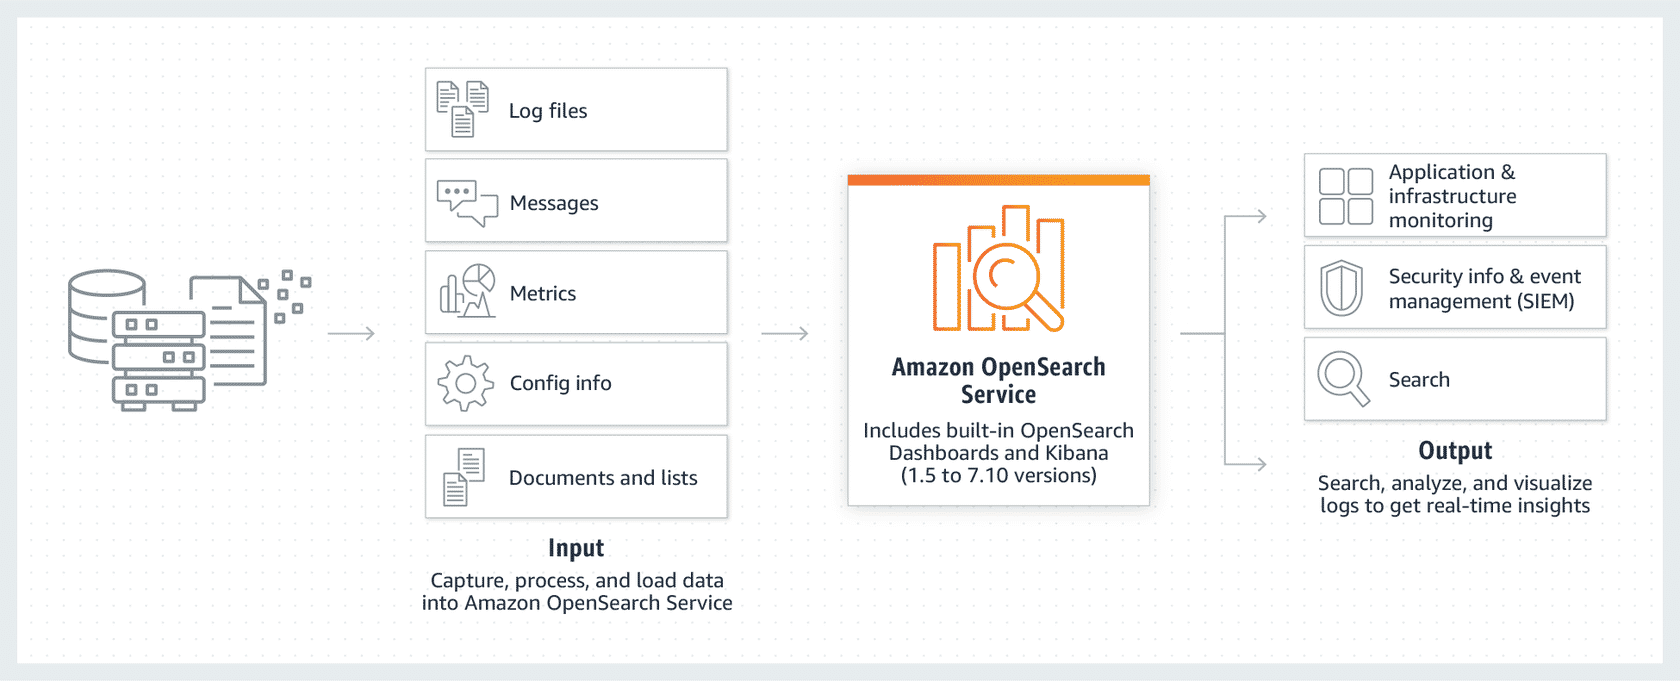 Log files
Messages
Metrics
Config info
Documents and lists
Input
Capture, process, and load data
into Amazon OpenSearch Service
Amazon OpenSearch
Service
Includes built-in OpenSearch
Dashboards and Kibana
(1.5 to 7.10 versions)
Application &
infrastructure
monitoring
Security info & event
management (SIEM)
Search
Output
Search, analyze, and visualize
logs to get real-time insights